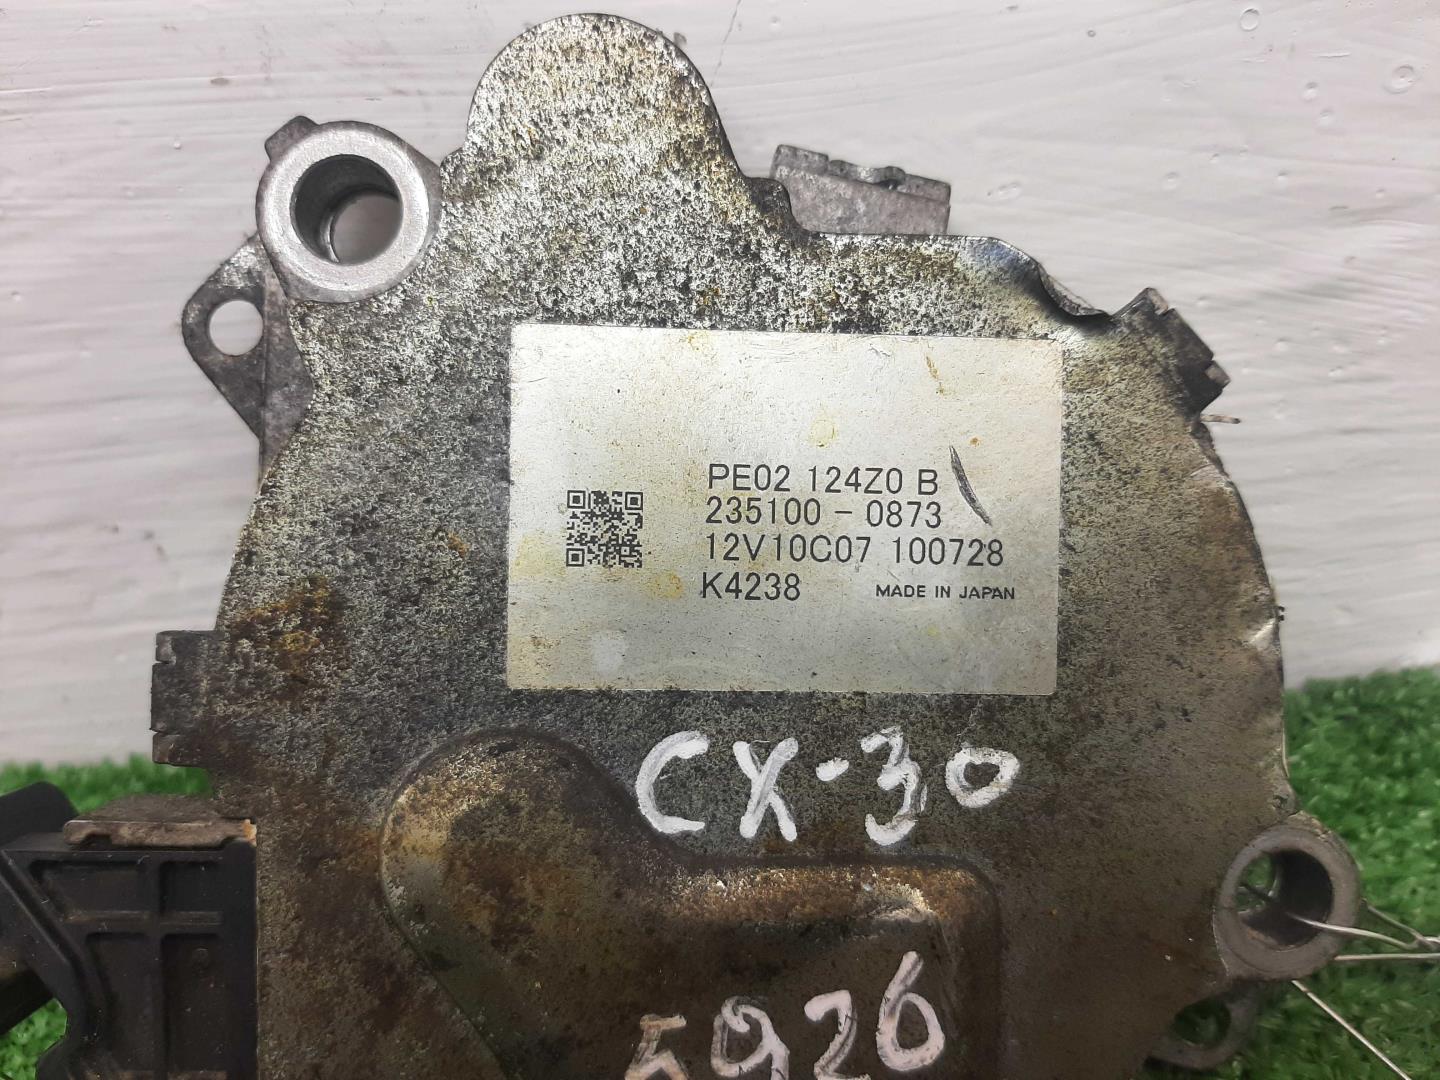 PE02 124Z0 B
235100-0873
12V10C07 100728
K4238 MADE IN JAPAN
CX-30
5926